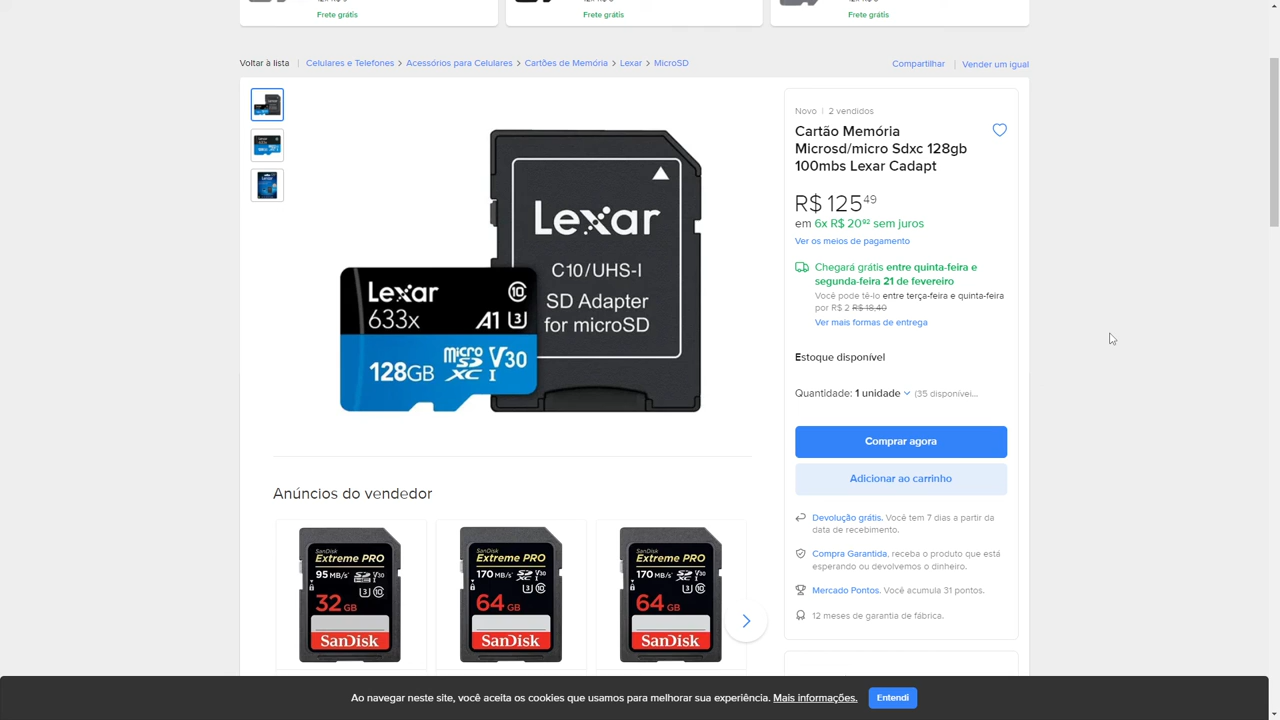 Frete grátis
Frete grátis
Frete grátis
Voltar à lista | Celulares e Telefones > Acessórios para Celulares > Cartões de Memória > Lexar > MicroSD
Compartilhar | Vender um igual
Lexar
C10/UHS-I
SD Adapter
for microSD
Lexar 10
633x A1 U3
128GB micro SD XC I V30
Novo | 2 vendidos
Cartão Memória
Microsd/micro Sdxc 128gb
100mbs Lexar Cadapt
R$ 125 49
em 6x R$ 20 92 sem juros
Ver os meios de pagamento
Chegará grátis entre quinta-feira e
segunda-feira 21 de fevereiro
Você pode tê-lo entre terça-feira e quinta-feira
por R$ 2 R$ 18,40
Ver mais formas de entrega
Estoque disponível
Quantidade: 1 unidade (35 disponívei...
Comprar agora
Adicionar ao carrinho
Devolução grátis. Você tem 7 dias a partir da
data de recebimento.
Compra Garantida, receba o produto que está
esperando ou devolvemos o dinheiro.
Mercado Pontos. Você acumula 31 pontos.
12 meses de garantia de fábrica.
Anúncios do vendedor
SanDisk
Extreme PRO
95 MB/s
32 GB
SanDisk
SanDisk
Extreme PRO
170 MB/s
64 GB
SanDisk
SanDisk
Extreme PRO
170 MB/s
64 GB
SanDisk
Ao navegar neste site, você aceita os cookies que usamos para melhorar sua experiência. Mais informações.
Entendi